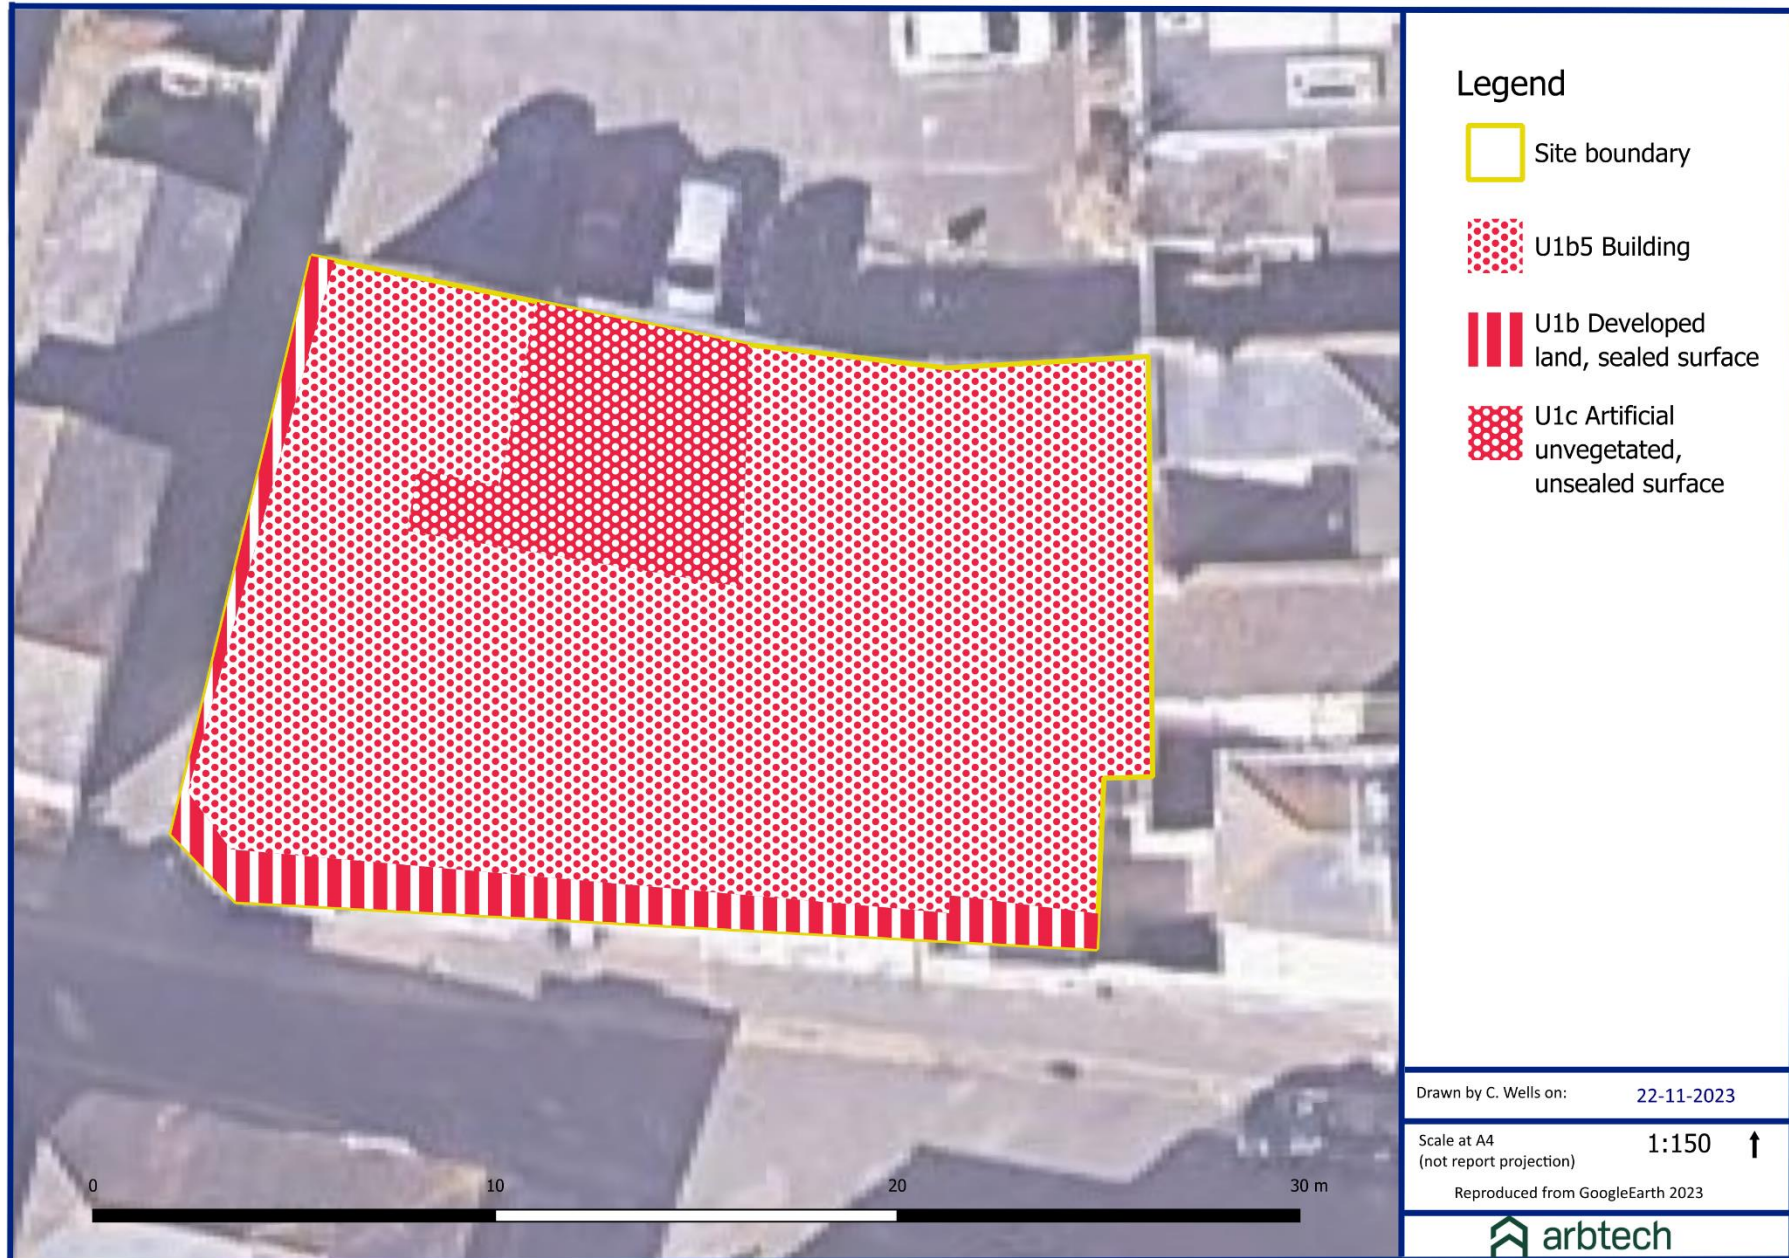 Legend
Site boundary
U1b5 Building
U1b Developed
land, sealed surface
U1c Artificial
unvegetated,
unsealed surface
Drawn by C. Wells on: 22-11-2023
Scale at A4
(not report projection)
1:150
Reproduced from GoogleEarth 2023
arbtech
0 10 20 30 m